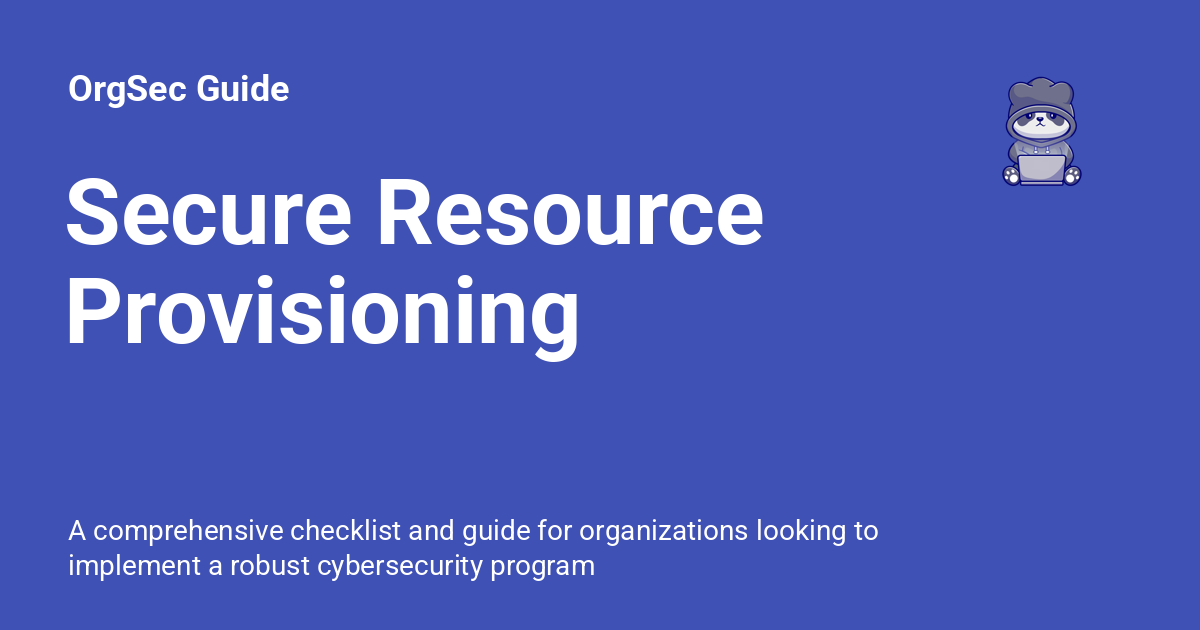 OrgSec Guide
Secure Resource
Provisioning
A comprehensive checklist and guide for organizations looking to
implement a robust cybersecurity program